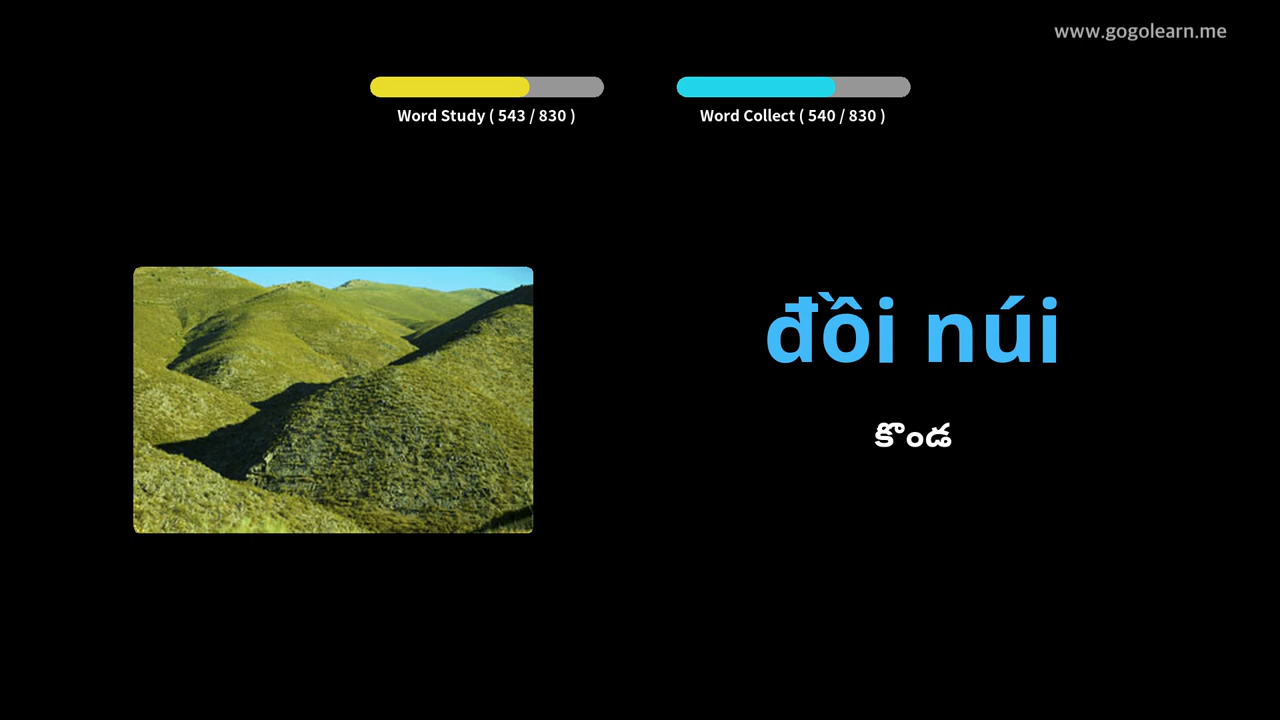 www.gogolearn.me
Word Study ( 543 / 830 )
Word Collect ( 540 / 830 )
đồi núi
కొండ